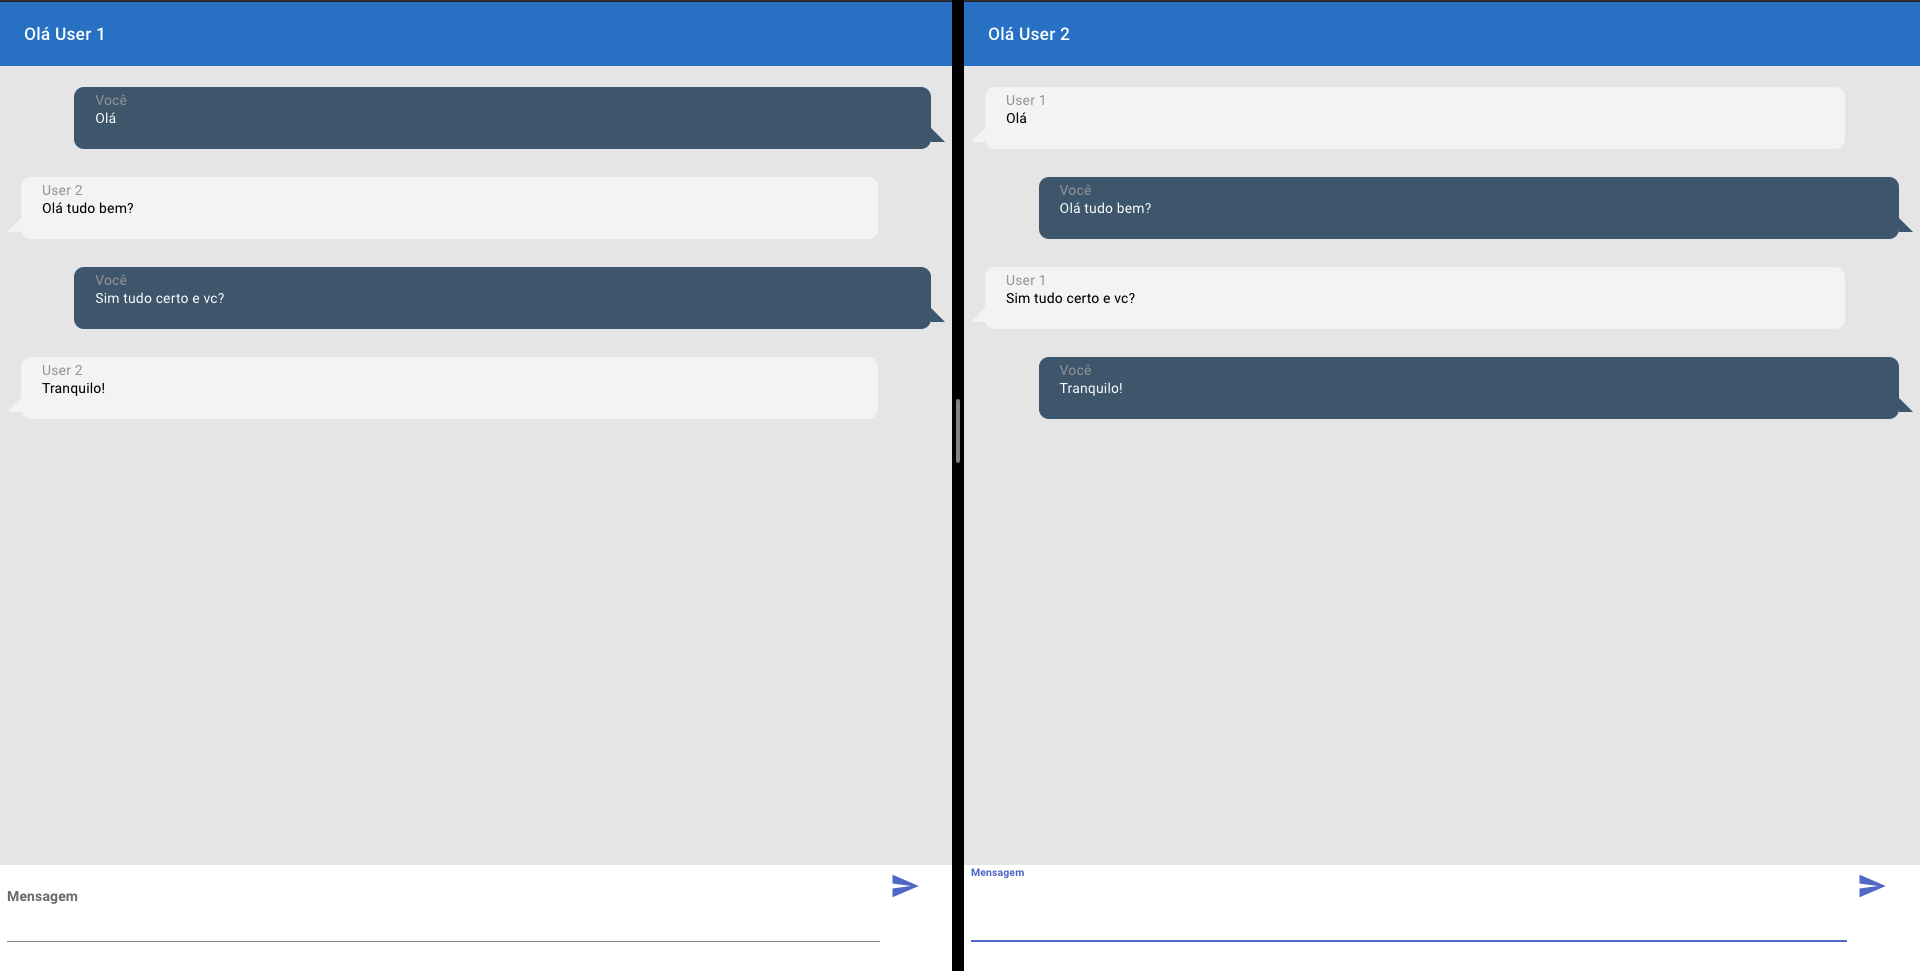 Olá User 1
Você
Olá
User 2
Olá tudo bem?
Você
Sim tudo certo e vc?
User 2
Tranquilo!
Mensagem
Olá User 2
User 1
Olá
Você
Olá tudo bem?
User 1
Sim tudo certo e vc?
Você
Tranquilo!
Mensagem